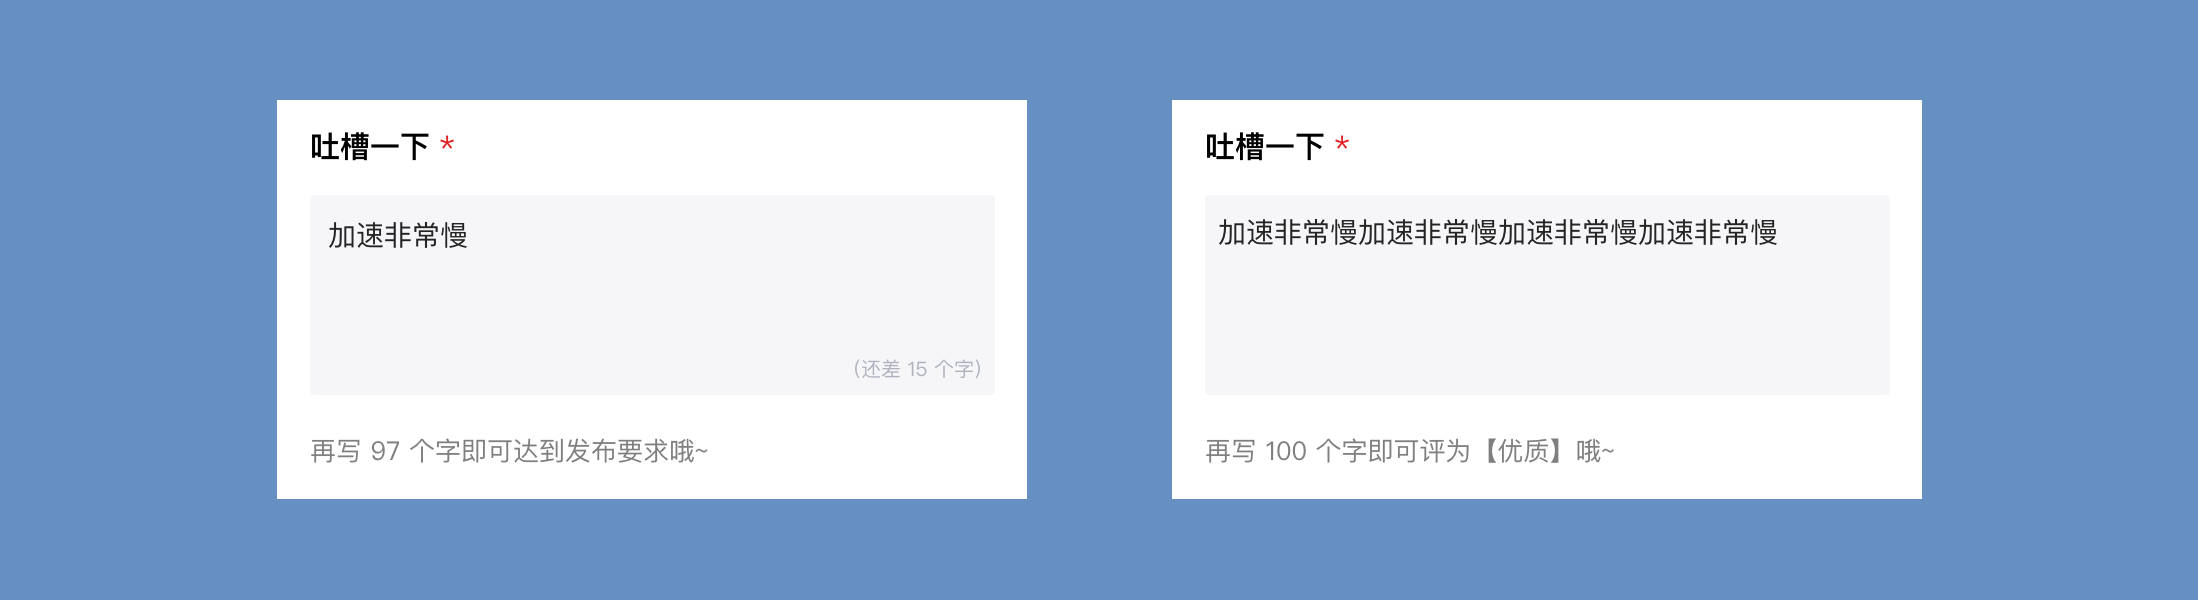 吐槽一下 *
加速非常慢
(还差 15 个字)
再写 97 个字即可达到发布要求哦~
吐槽一下 *
加速非常慢加速非常慢加速非常慢加速非常慢
再写 100 个字即可评为【优质】哦~